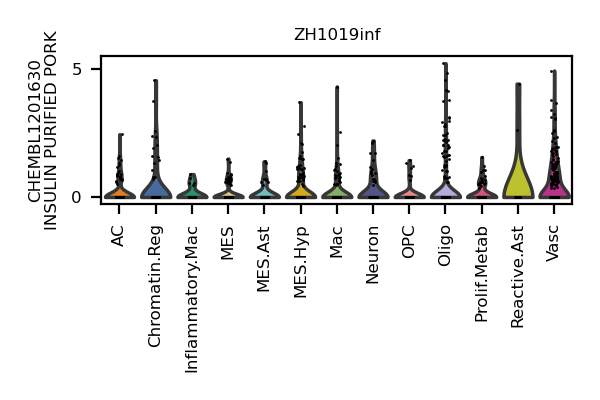 ZH1019inf
CHEMBL1201630
INSULIN PURIFIED PORK
5
0
AC
Chromatin.Reg
Inflammatory.Mac
MES
MES.Ast
MES.Hyp
Mac
Neuron
OPC
Oligo
Prolif.Metab
Reactive.Ast
Vasc